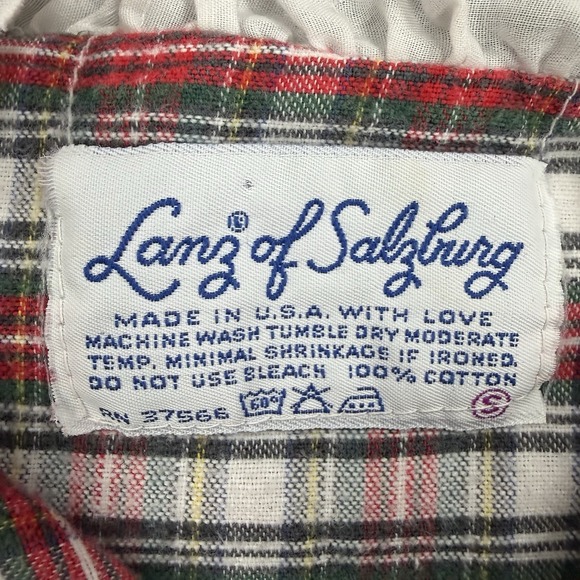 Lanz® of Salzburg
MADE IN U.S.A. WITH LOVE
MACHINE WASH TUMBLE DRY MODERATE
TEMP. MINIMAL SHRINKAGE IF IRONED.
DO NOT USE BLEACH 100% COTTON
RN 37566 60° S